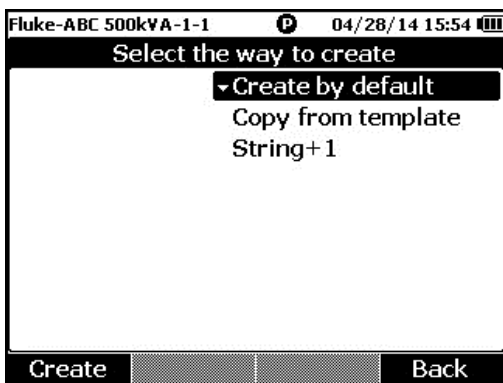 Fluke-ABC 500kVA-1-1 P 04/28/14 15:54
Select the way to create
Create by default
Copy from template
String+1
Create Back